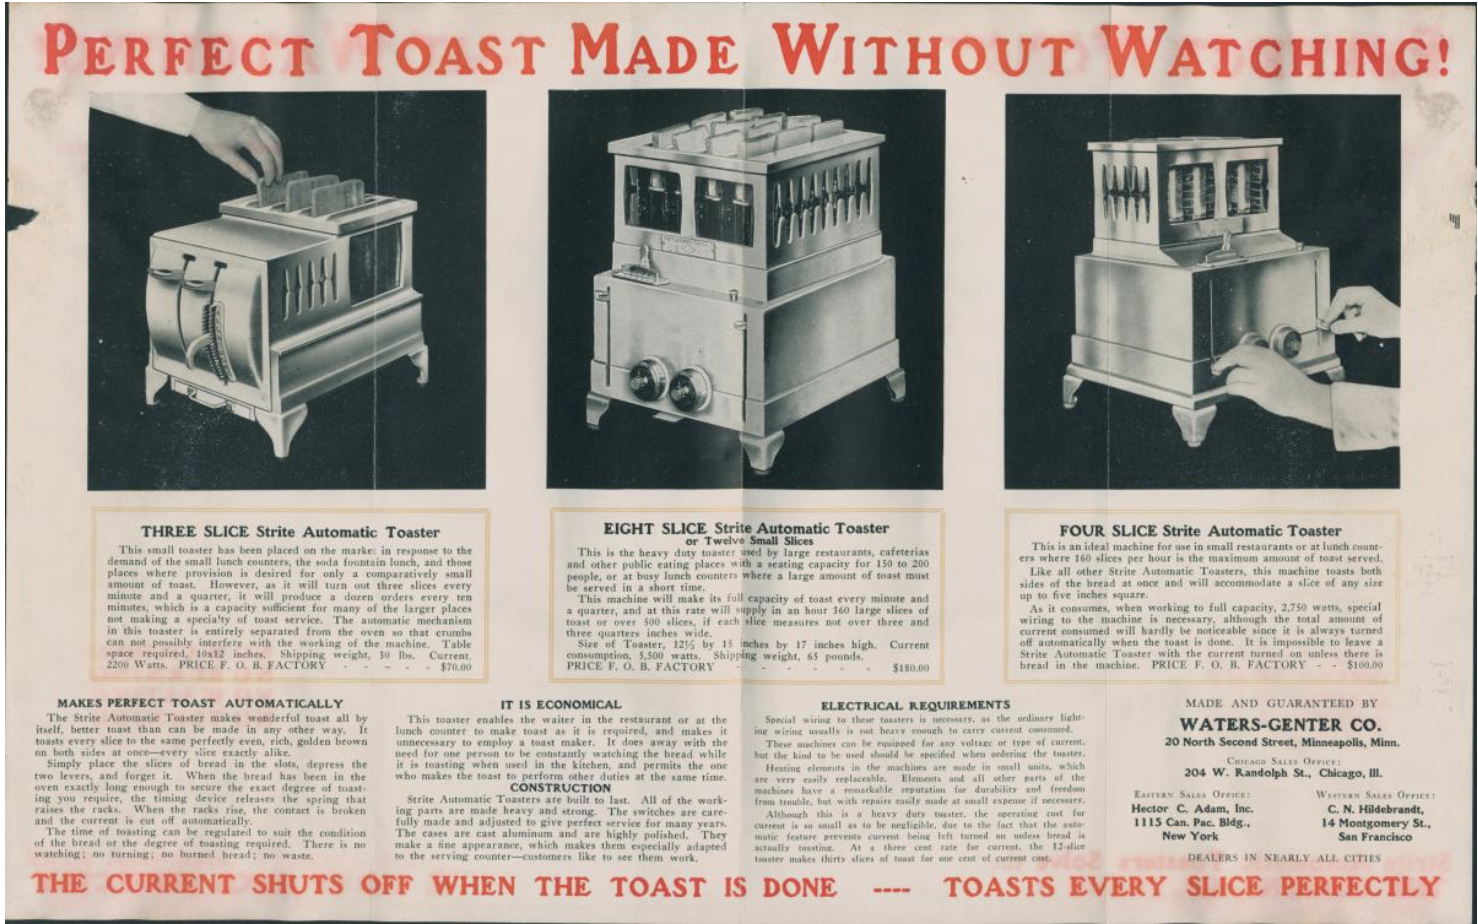 PERFECT TOAST MADE WITHOUT WATCHING!
THREE SLICE Strite Automatic Toaster
This small toaster has been placed on the market in response to the
demand of the small lunch counters, the soda fountain lunch, and those
places where provision is desired for only a comparatively small
amount of toast. However, as it will turn out three slices every
minute and a quarter, it will produce a dozen orders every ten
minutes, which is a capacity sufficient for many of the larger places
not making a specialty of toast service. The automatic mechanism
in this toaster is entirely separated from the oven so that crumbs
can not possibly interfere with the working of the machine. Table
space required, 10x12 inches. Shipping weight, 50 lbs. Current.
2200 Watts. PRICE F. O. B. FACTORY - - - - $70.00
EIGHT SLICE Strite Automatic Toaster
or Twelve Small Slices
This is the heavy duty toaster used by large restaurants, cafeterias
and other public eating places with a seating capacity for 150 to 200
people, or at busy lunch counters where a large amount of toast must
be served in a short time.
This machine will make its full capacity of toast every minute and
a quarter, and at this rate will supply in an hour 360 large slices of
toast or over 500 slices, if each slice measures not over three and
three quarters inches wide.
Size of Toaster, 12½ by 15 inches by 17 inches high. Current
consumption, 5,500 watts. Shipping weight, 65 pounds.
PRICE F. O. B. FACTORY - - - - - - $180.00
FOUR SLICE Strite Automatic Toaster
This is an ideal machine for use in small restaurants or at lunch count-
ers where 160 slices per hour is the maximum amount of toast served.
Like all other Strite Automatic Toasters, this machine toasts both
sides of the bread at once and will accommodate a slice of any size
up to five inches square.
As it consumes, when working to full capacity, 2,750 watts, special
wiring to the machine is necessary, although the total amount of
current consumed will hardly be noticeable since it is always turned
off automatically when the toast is done. It is impossible to leave a
Strite Automatic Toaster with the current turned on unless there is
bread in the machine. PRICE F. O. B. FACTORY - - $100.00
MAKES PERFECT TOAST AUTOMATICALLY
The Strite Automatic Toaster makes wonderful toast all by
itself, better toast than can be made in any other way. It
toasts every slice to the same perfectly even, rich, golden brown
on both sides at once—every slice exactly alike.
Simply place the slices of bread in the slots, depress the
two levers, and forget it. When the bread has been in the
oven exactly long enough to secure the exact degree of toast-
ing you require, the timing device releases the spring that
raises the racks. When the racks rise, the contact is broken
and the current is cut off automatically.
The time of toasting can be regulated to suit the condition
of the bread or the degree of toasting required. There is no
watching; no turning; no burned bread; no waste.
IT IS ECONOMICAL
This toaster enables the waiter in the restaurant or at the
lunch counter to make toast as it is required, and makes it
unnecessary to employ a toast maker. It does away with the
need for one person to be constantly watching the bread while
it is toasting when used in the kitchen, and permits the one
who makes the toast to perform other duties at the same time.
CONSTRUCTION
Strite Automatic Toasters are built to last. All of the work-
ing parts are made heavy and strong. The switches are care-
fully made and adjusted to give perfect service for many years.
The cases are cast aluminum and are highly polished. They
make a fine appearance, which makes them especially adapted
to the serving counter—customers like to see them work.
ELECTRICAL REQUIREMENTS
Special wiring to these toasters is necessary, as the ordinary light-
ing wiring usually is not heavy enough to carry current consumed.
These machines can be equipped for any voltage or type of current,
but the kind to be used should be specified when ordering the toaster.
Heating elements in the machines are made in small units, which
are very easily replaceable. Elements and all other parts of the
machines have a remarkable reputation for durability and freedom
from trouble, but with repairs easily made at small expense if necessary.
Although this is a heavy duty toaster, the operating cost for
current is so small as to be negligible, due to the fact that the auto-
matic feature prevents current being left turned on unless bread is
actually toasting. At a three cent rate for current, the 12-slice
toaster makes thirty slices of toast for one cent of current cost.
MADE AND GUARANTEED BY
WATERS-GENTER CO.
20 North Second Street, Minneapolis, Minn.
CHICAGO SALES OFFICE:
204 W. Randolph St., Chicago, Ill.
EASTERN SALES OFFICE:
Hector C. Adam, Inc.
1115 Can. Pac. Bldg.,
New York
WESTERN SALES OFFICE:
C. N. Hildebrandt,
14 Montgomery St.,
San Francisco
DEALERS IN NEARLY ALL CITIES
THE CURRENT SHUTS OFF WHEN THE TOAST IS DONE ---- TOASTS EVERY SLICE PERFECTLY